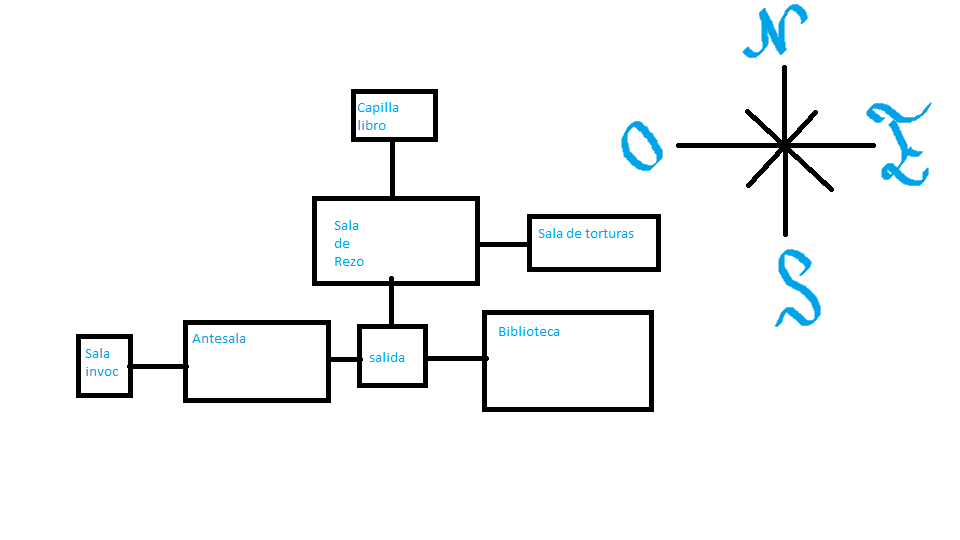 N
Capilla
libro
O
E
Sala
de
Rezo
Sala de torturas
S
Antesala
Biblioteca
Sala
invoc
salida